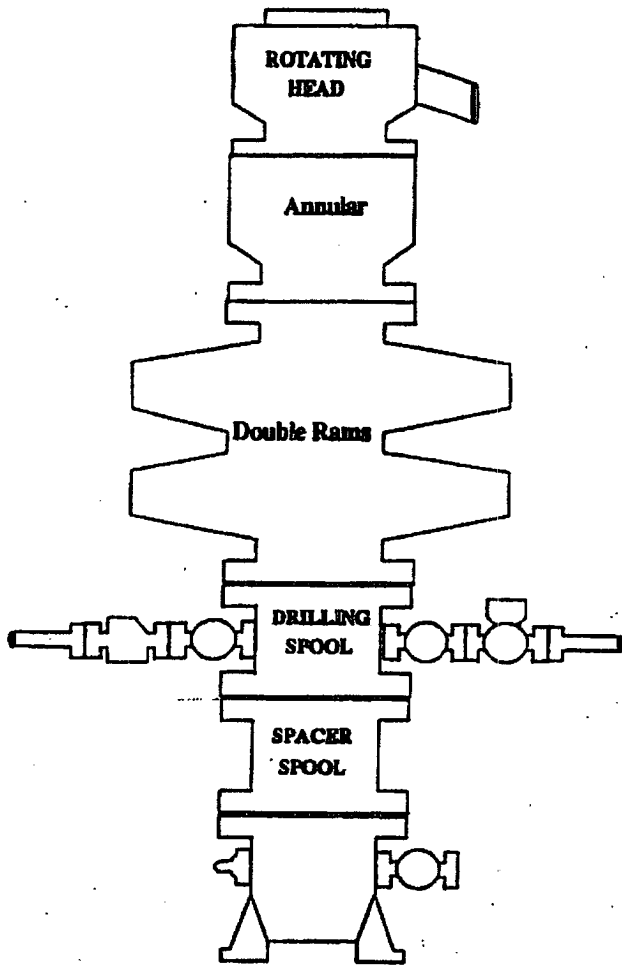 ROTATING
HEAD
Annular
Double Rams
DRILLING
SPOOL
SPACER
SPOOL